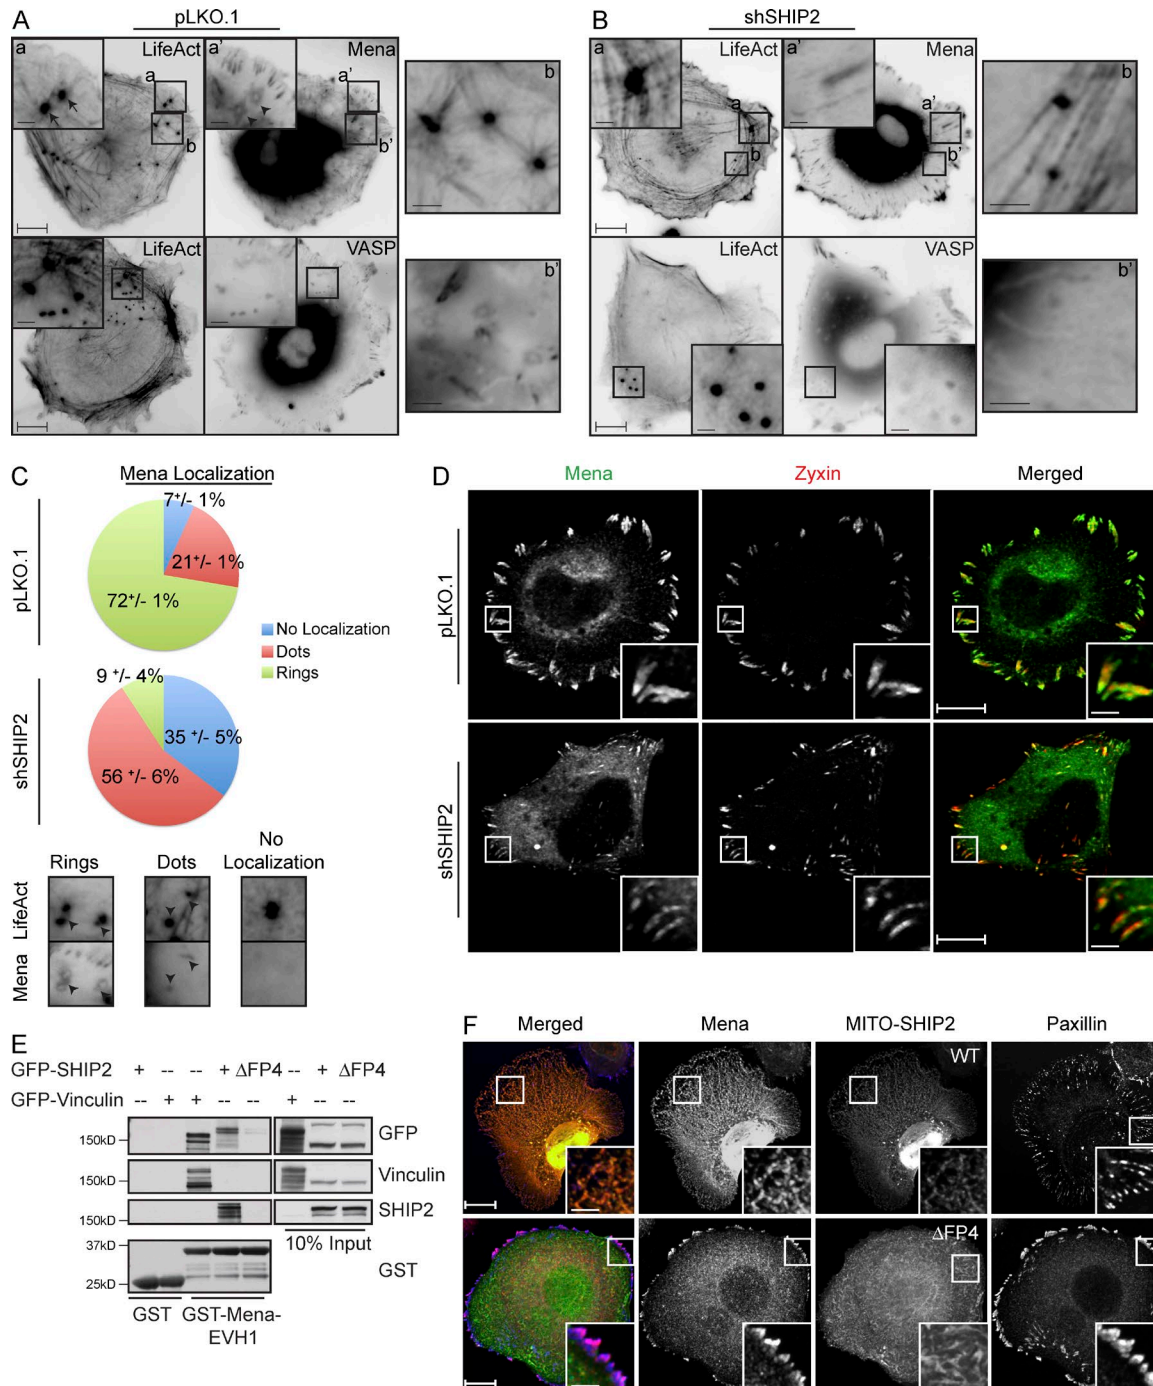 A
pLKO.1
a
LifeAct
a'
Mena
a
a'
b
b'
b
LifeAct
VASP
b'
B
shSHIP2
a
LifeAct
a'
Mena
a
a'
b
b'
b
LifeAct
VASP
b'
C
Mena Localization
pLKO.1
7+/- 1%
21+/- 1%
72+/- 1%
No Localization
Dots
Rings
shSHIP2
9 +/- 4%
35 +/- 5%
56 +/- 6%
Rings
Dots
No
Localization
LifeAct
Mena
D
Mena
Zyxin
Merged
pLKO.1
shSHIP2
E
GFP-SHIP2 + -- -- + ΔFP4 -- + ΔFP4
GFP-Vinculin -- + + -- -- + -- --
150kD
GFP
150kD
Vinculin
150kD
SHIP2
10% Input
37kD
25kD
GST
GST
GST-Mena-
EVH1
F
Merged
Mena
MITO-SHIP2
Paxillin
WT
ΔFP4